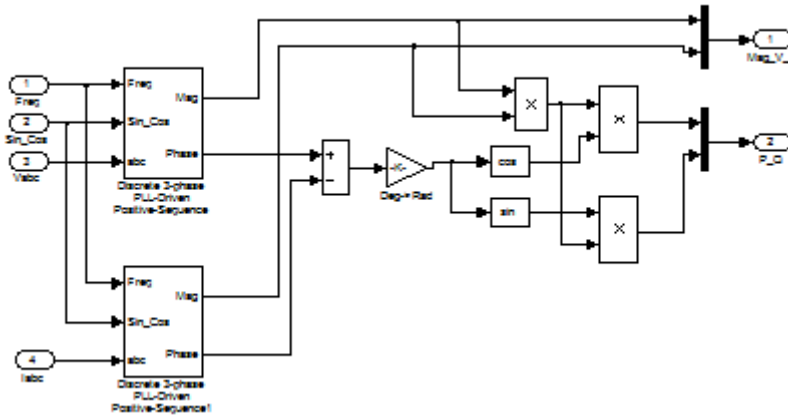 1
Freq
2
Sin_Cos
3
Vabc
Freq
Sin_Cos
abc
Mag
Phase
Discrete 3-phase
PLL-Driven
Positive-Sequence
4
Iabc
Freq
Sin_Cos
abc
Mag
Phase
Discrete 3-phase
PLL-Driven
Positive-Sequence1
+
−
-K-
Deg->Rad
cos
sin
×
×
×
1
Mag_V_
2
P_Q